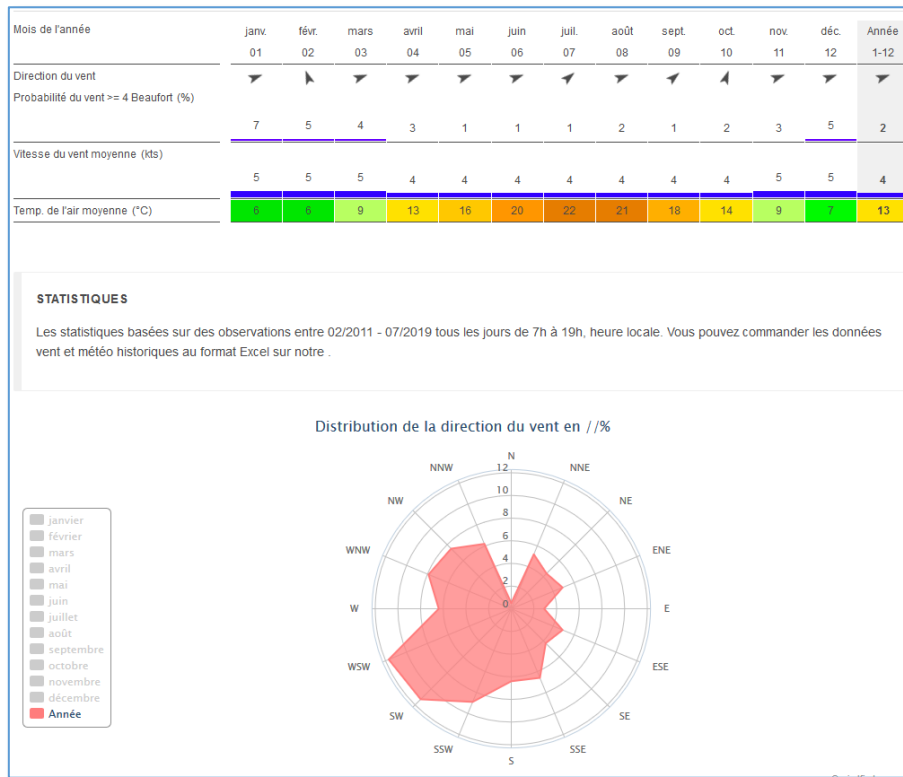 Mois de l'année janv. févr. mars avril mai juin juil. août sept. oct. nov. déc. Année
01 02 03 04 05 06 07 08 09 10 11 12 1-12
Direction du vent
Probabilité du vent >= 4 Beaufort (%)
7 5 4 3 1 1 1 2 1 2 3 5 2
Vitesse du vent moyenne (kts)
5 5 5 4 4 4 4 4 4 4 5 5 4
Temp. de l'air moyenne (°C) 6 6 9 13 16 20 22 21 18 14 9 7 13
STATISTIQUES
Les statistiques basées sur des observations entre 02/2011 - 07/2019 tous les jours de 7h à 19h, heure locale. Vous pouvez commander les données
vent et météo historiques au format Excel sur notre .
Distribution de la direction du vent en //%
N
NNW 12 NNE
10
NW NE
8
6
WNW ENE
4
2
W 0 E
WSW ESE
SW SE
SSW SSE
S
janvier
février
mars
avril
mai
juin
juillet
août
septembre
octobre
novembre
décembre
Année